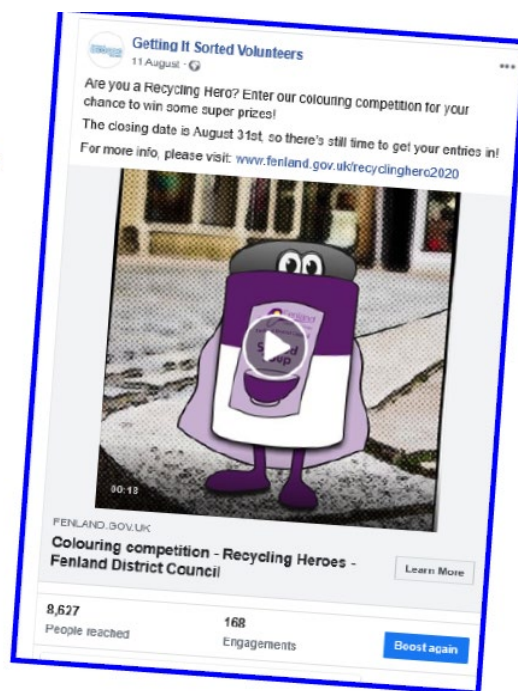 Getting It Sorted Volunteers
11 August
Are you a Recycling Hero? Enter our colouring competition for your
chance to win some super prizes!
The closing date is August 31st, so there's still time to get your entries in!
For more info, please visit: www.fenland.gov.uk/recyclinghero2020
Fenland
00:13
FENLAND.GOV.UK
Colouring competition - Recycling Heroes -
Fenland District Council
Learn More
8,627
168
People reached
Engagements
Boost again